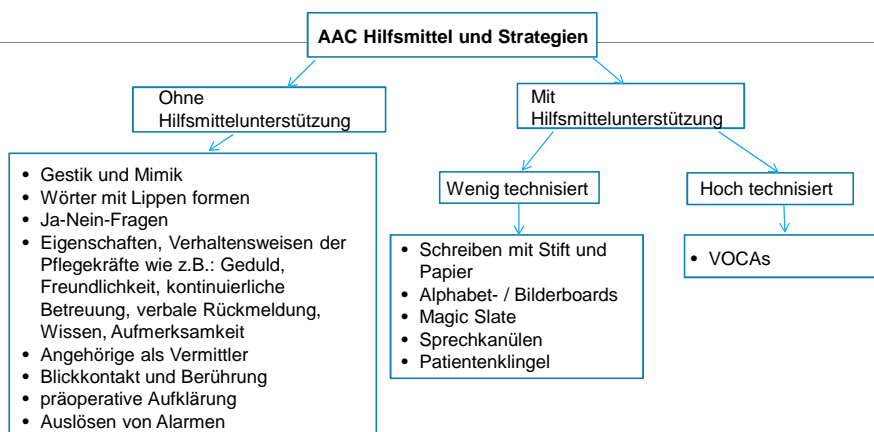 AAC Hilfsmittel und Strategien
Ohne
Hilfsmittelunterstützung
Mit
Hilfsmittelunterstützung
• Gestik und Mimik
• Wörter mit Lippen formen
• Ja-Nein-Fragen
• Eigenschaften, Verhaltensweisen der
Pflegekräfte wie z.B.: Geduld,
Freundlichkeit, kontinuierliche
Betreuung, verbale Rückmeldung,
Wissen, Aufmerksamkeit
• Angehörige als Vermittler
• Blickkontakt und Berührung
• präoperative Aufklärung
• Auslösen von Alarmen
Wenig technisiert
Hoch technisiert
• Schreiben mit Stift und
Papier
• Alphabet- / Bilderboards
• Magic Slate
• Sprechkanülen
• Patientenklingel
• VOCAs